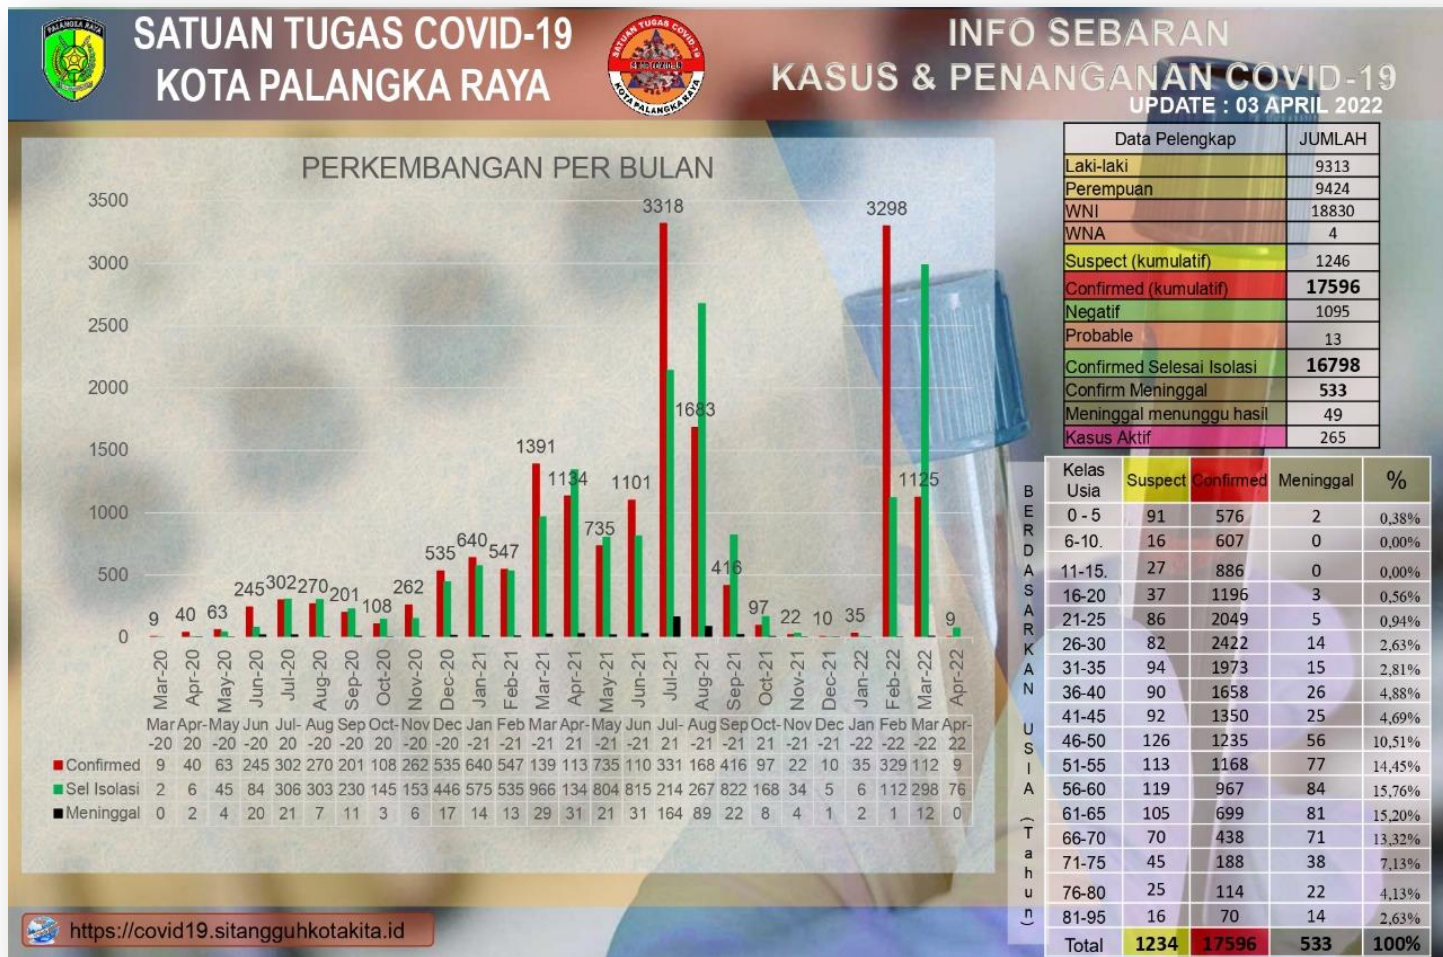 SATUAN TUGAS COVID-19
KOTA PALANGKA RAYA
PALANGKA RAYA
SATUAN TUGAS COVID-19
KOTA PALANGKARAYA
INFO SEBARAN
KASUS & PENANGANAN COVID-19
UPDATE : 03 APRIL 2022
PERKEMBANGAN PER BULAN
3500
3000
2500
2000
1500
1000
500
0
9 40 63 245 302 270 201 108 262 535 640 547 1391 1134 735 1101 3318 1683 416 97 22 10 35 3298 1125 9
Mar-20 Apr-20 May-20 Jun-20 Jul-20 Aug-20 Sep-20 Oct-20 Nov-20 Dec-20 Jan-21 Feb-21 Mar-21 Apr-21 May-21 Jun-21 Jul-21 Aug-21 Sep-21 Oct-21 Nov-21 Dec-21 Jan-22 Feb-22 Mar-22 Apr-22
Mar Apr- May Jun Jul- Aug Sep Oct- Nov Dec Jan Feb Mar Apr- May Jun Jul- Aug Sep Oct- Nov Dec Jan Feb Mar Apr-
-20 20 -20 -20 20 -20 -20 20 -20 -20 -21 -21 -21 21 -21 -21 21 -21 -21 21 -21 -21 -22 -22 -22 22
Confirmed 9 40 63 245 302 270 201 108 262 535 640 547 139 113 735 110 331 168 416 97 22 10 35 329 112 9
Sel Isolasi 2 6 45 84 306 303 230 145 153 446 575 535 966 134 804 815 214 267 822 168 34 5 6 112 298 76
Meninggal 0 2 4 20 21 7 11 3 6 17 14 13 29 31 21 31 164 89 22 8 4 1 2 1 12 0
https://covid19.sitangguhkotakita.id
Data Pelengkap JUMLAH
Laki-laki 9313
Perempuan 9424
WNI 18830
WNA 4
Suspect (kumulatif) 1246
Confirmed (kumulatif) 17596
Negatif 1095
Probable 13
Confirmed Selesai Isolasi 16798
Confirm Meninggal 533
Meninggal menunggu hasil 49
Kasus Aktif 265
BERDASARKAN USIA (Tahun)
Kelas Usia Suspect Confirmed Meninggal %
0 - 5 91 576 2 0,38%
6-10. 16 607 0 0,00%
11-15. 27 886 0 0,00%
16-20 37 1196 3 0,56%
21-25 86 2049 5 0,94%
26-30 82 2422 14 2,63%
31-35 94 1973 15 2,81%
36-40 90 1658 26 4,88%
41-45 92 1350 25 4,69%
46-50 126 1235 56 10,51%
51-55 113 1168 77 14,45%
56-60 119 967 84 15,76%
61-65 105 699 81 15,20%
66-70 70 438 71 13,32%
71-75 45 188 38 7,13%
76-80 25 114 22 4,13%
81-95 16 70 14 2,63%
Total 1234 17596 533 100%